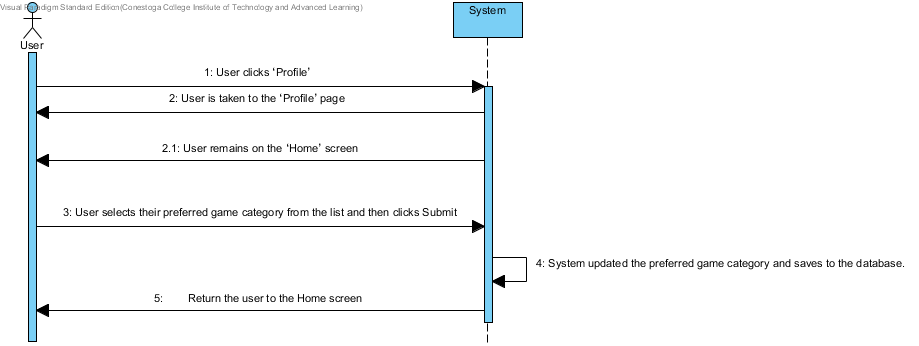 Visual Paradigm Standard Edition(Conestoga College Institute of Technology and Advanced Learning)
System
User
1: User clicks ‘Profile’
2: User is taken to the ‘Profile’ page
2.1: User remains on the ‘Home’ screen
3: User selects their preferred game category from the list and then clicks Submit
4: System updated the preferred game category and saves to the database.
5: Return the user to the Home screen